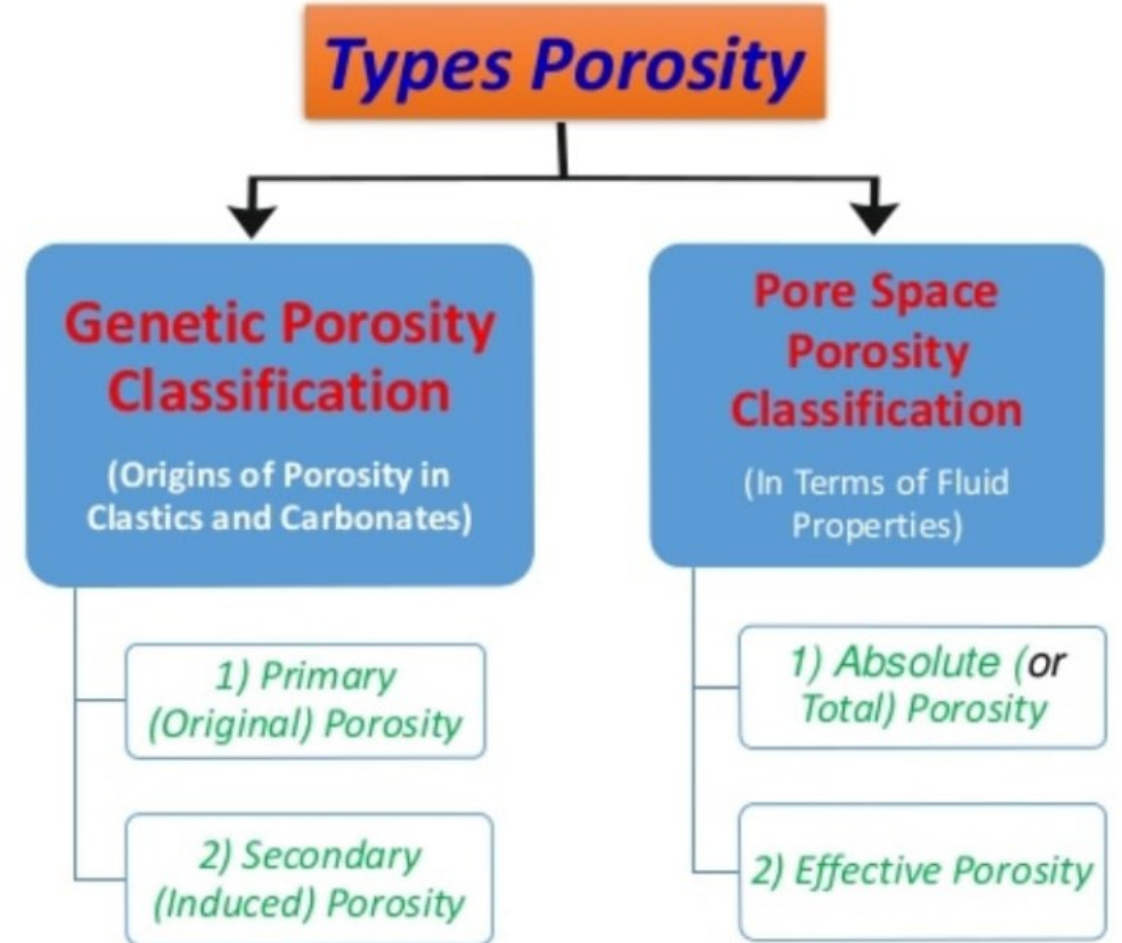 Types Porosity
Genetic Porosity
Classification
(Origins of Porosity in
Clastics and Carbonates)
1) Primary
(Original) Porosity
2) Secondary
(Induced) Porosity
Pore Space
Porosity
Classification
(In Terms of Fluid
Properties)
1) Absolute (or
Total) Porosity
2) Effective Porosity